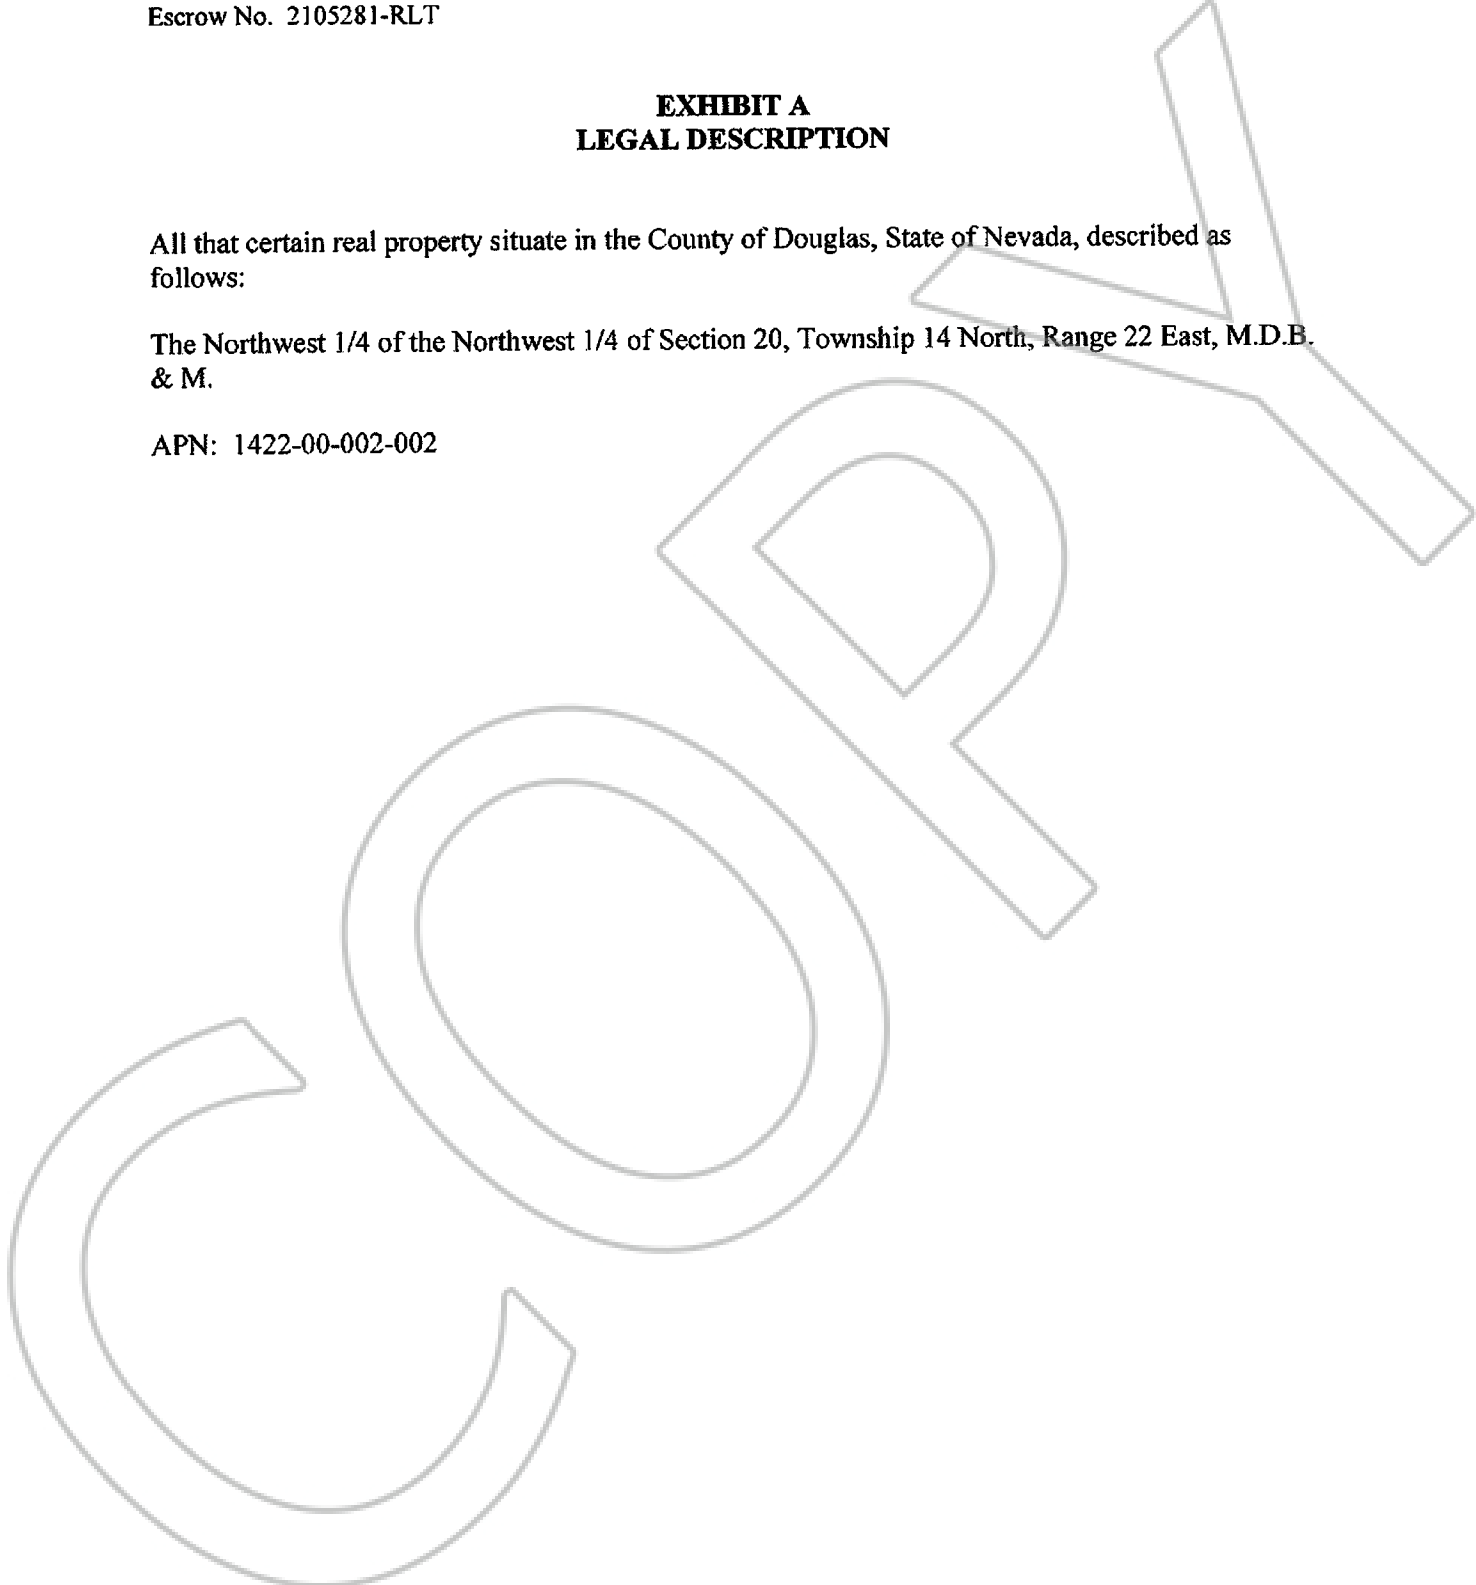 Escrow No. 2105281-RLT
EXHIBIT A
LEGAL DESCRIPTION
All that certain real property situate in the County of Douglas, State of Nevada, described as
follows:
The Northwest 1/4 of the Northwest 1/4 of Section 20, Township 14 North, Range 22 East, M.D.B.
& M.
APN: 1422-00-002-002
COPY